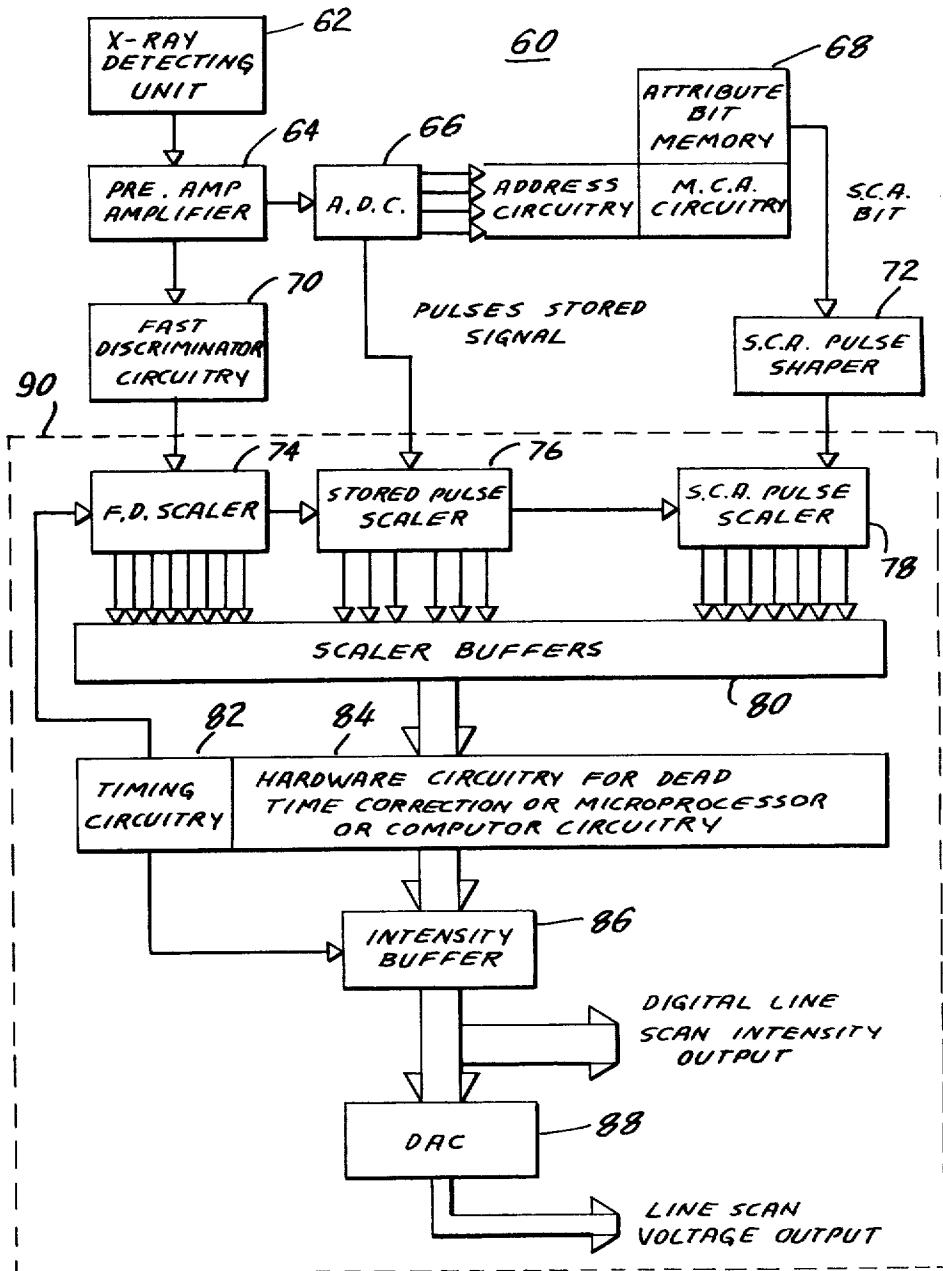 62
X-RAY
DETECTING
UNIT
60
68
ATTRIBUTE
BIT
MEMORY
64
66
PRE. AMP
AMPLIFIER
A.D.C.
ADDRESS
CIRCUITRY
M.C.A.
CIRCUITRY
S.C.A.
BIT
70
FAST
DISCRIMINATOR
CIRCUITRY
PULSES STORED
SIGNAL
72
S.C.A. PULSE
SHAPER
90
74
F.D. SCALER
76
STORED PULSE
SCALER
S.C.A. PULSE
SCALER
78
SCALER BUFFERS
80
82
84
TIMING
CIRCUITRY
HARDWARE CIRCUITRY FOR DEAD
TIME CORRECTION OR MICROPROCESSOR
OR COMPUTOR CIRCUITRY
86
INTENSITY
BUFFER
DIGITAL LINE
SCAN INTENSITY
OUTPUT
DAC
88
LINE SCAN
VOLTAGE OUTPUT